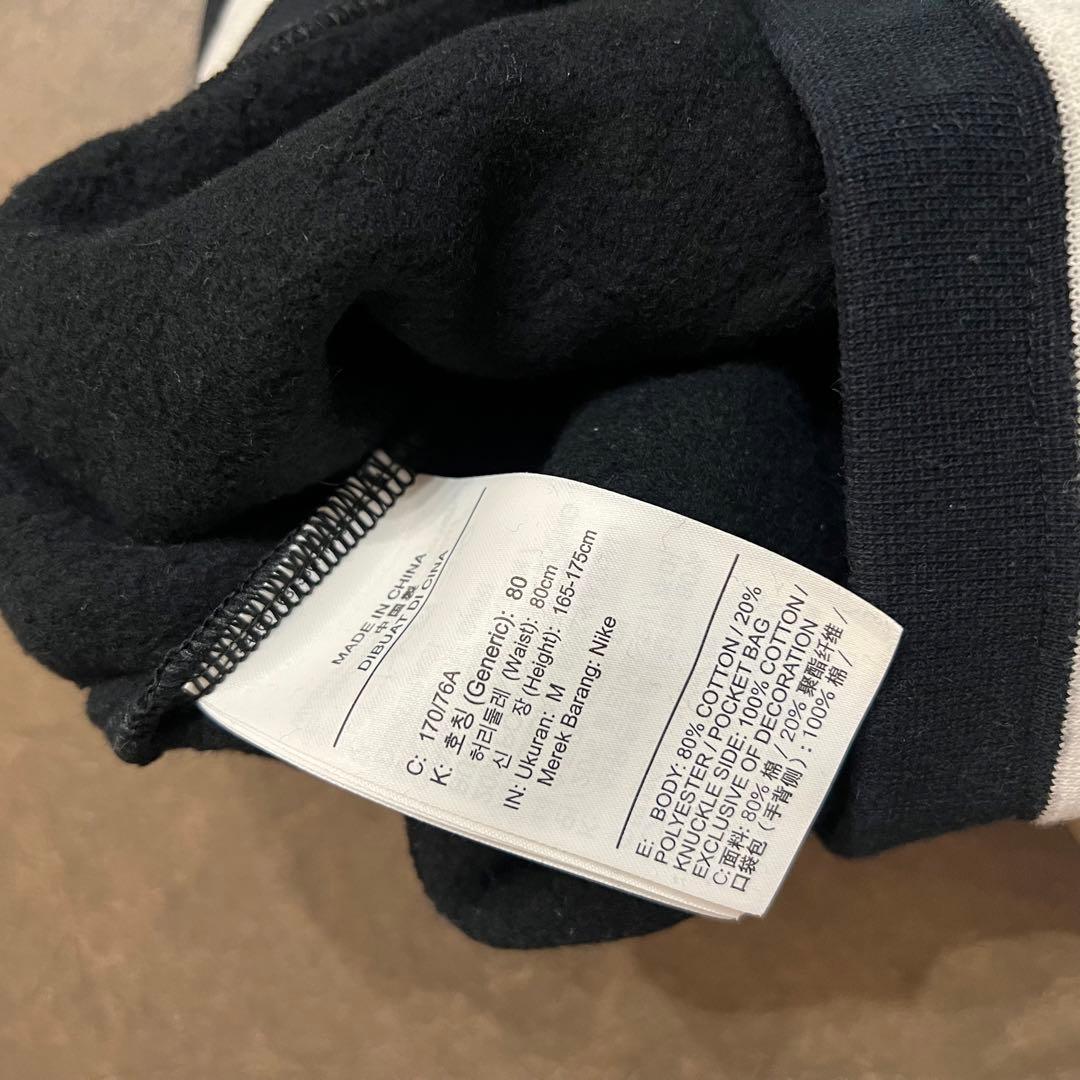 MADE IN CHINA
中国製
DIBUAT DI CINA
C: 170/76A
K: 호칭 (Generic): 80
허리둘레 (Waist): 80cm
신 장 (Height): 165-175cm
IN: Ukuran: M
Merek Barang: Nike
E: BODY: 80% COTTON / 20%
POLYESTER / POCKET BAG
KNUCKLE SIDE: 100% COTTON /
EXCLUSIVE OF DECORATION
C:面料: 80% 棉 / 20% 聚酯纤维 /
口袋包 ( 手背侧 ) : 100% 棉 /